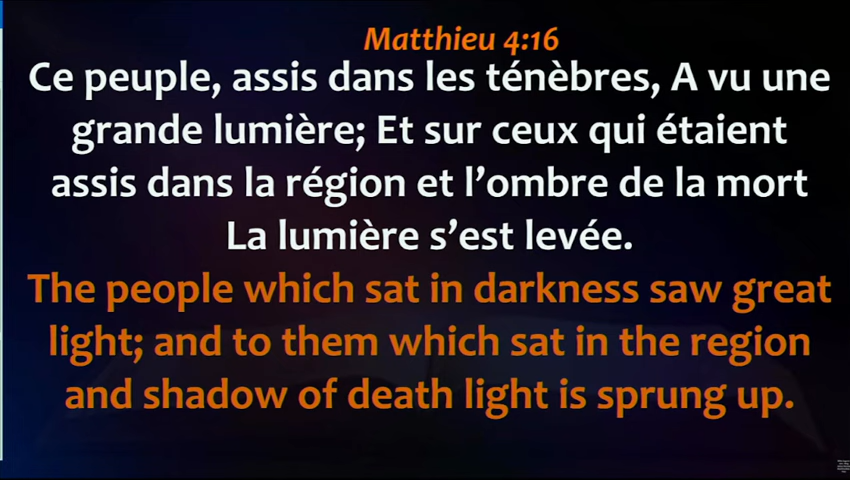 Matthieu 4:16
Ce peuple, assis dans les ténèbres, A vu une
grande lumière; Et sur ceux qui étaient
assis dans la région et l’ombre de la mort
La lumière s’est levée.
The people which sat in darkness saw great
light; and to them which sat in the region
and shadow of death light is sprung up.